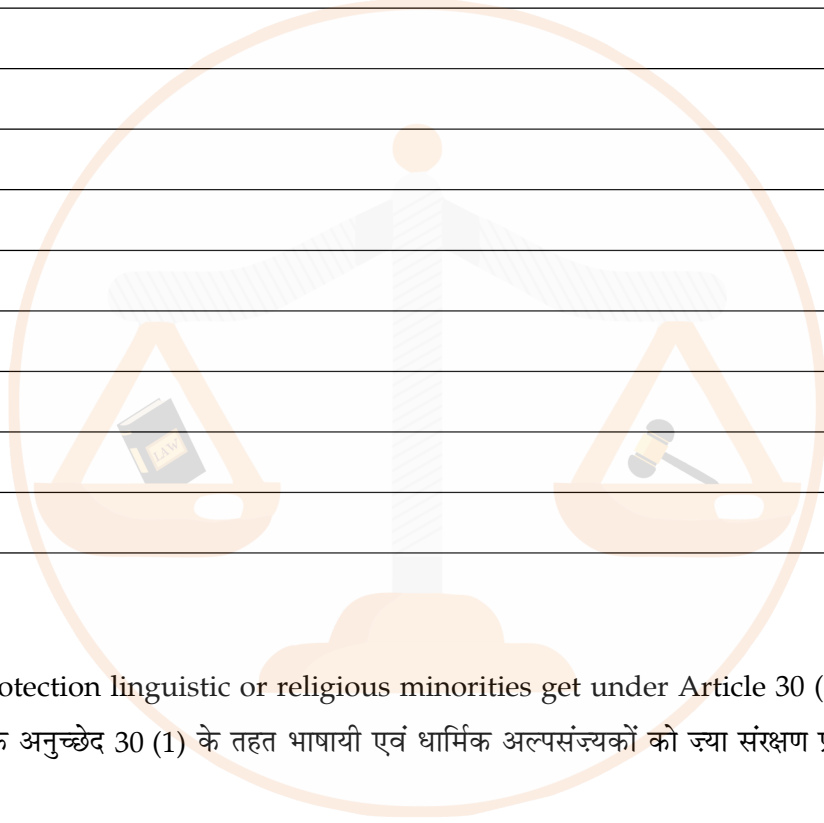 LAW
otection linguistic or religious minorities get under Article 30 (
क अनुच्छेद 30 (1) के तहत भाषायी एवं धार्मिक अल्पसंज़्यकों को ज़्या संरक्षण प्र